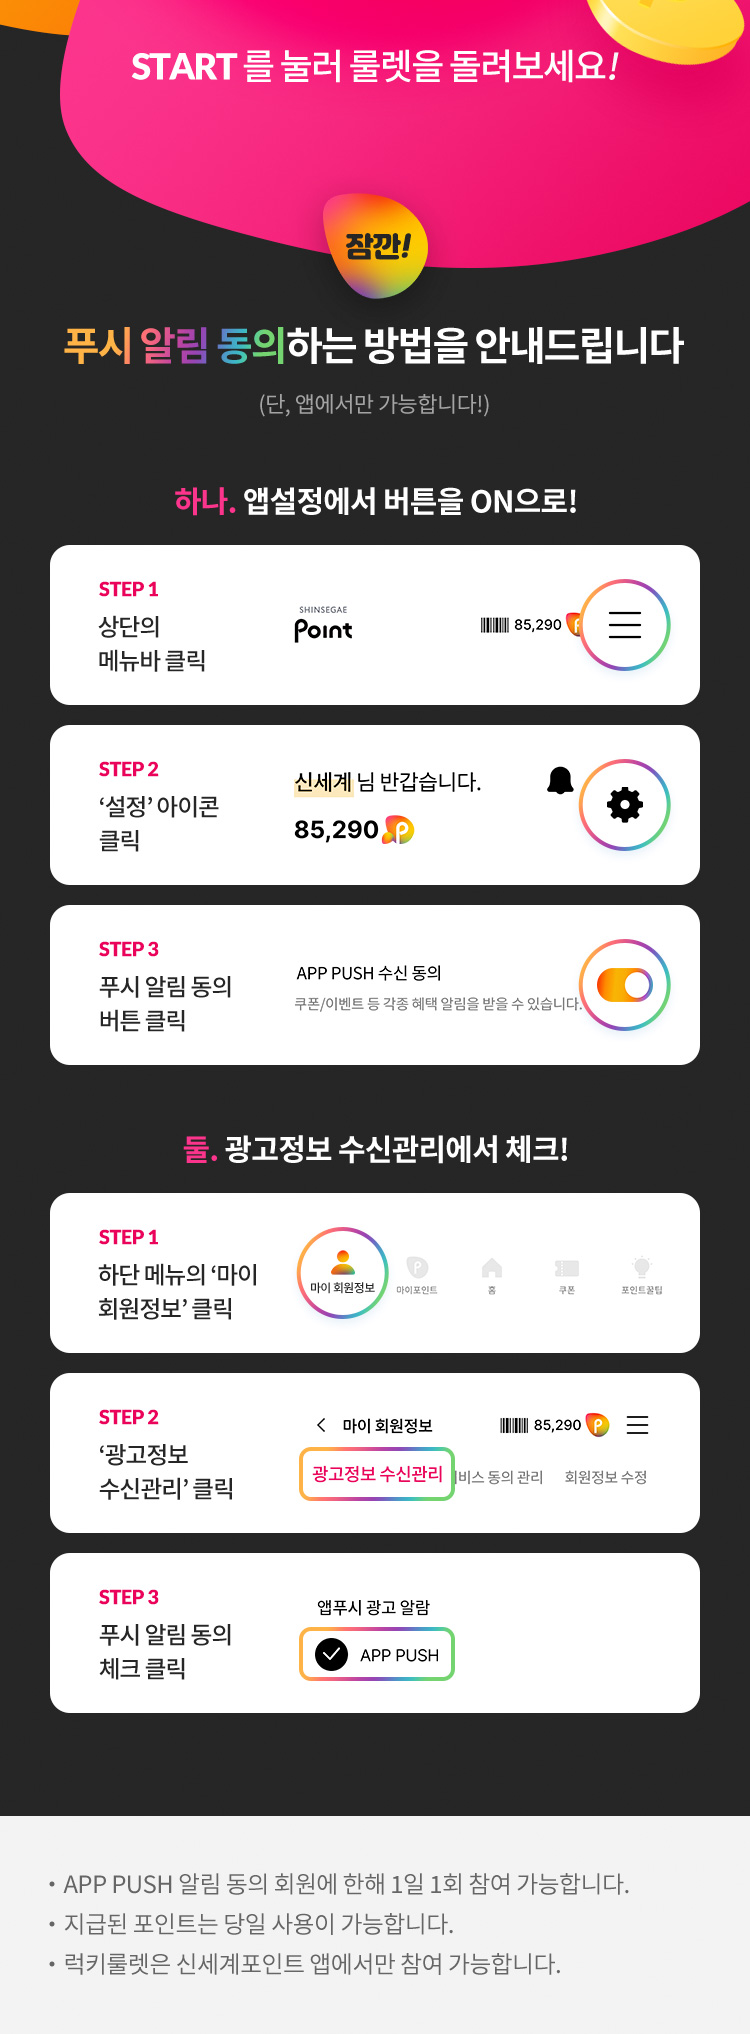 START 를 눌러 룰렛을 돌려보세요!
잠깐!
푸시 알림 동의하는 방법을 안내드립니다
(단, 앱에서만 가능합니다!)
하나. 앱설정에서 버튼을 ON으로!
STEP 1
상단의
메뉴바 클릭
SHINSEGAE
Point
85,290
STEP 2
‘설정’ 아이콘
클릭
신세계 님 반갑습니다.
85,290
STEP 3
푸시 알림 동의
버튼 클릭
APP PUSH 수신 동의
쿠폰/이벤트 등 각종 혜택 알림을 받을 수 있습니다.
둘. 광고정보 수신관리에서 체크!
STEP 1
하단 메뉴의 ‘마이
회원정보’ 클릭
마이 회원정보
마이포인트
홈
쿠폰
포인트꿀팁
STEP 2
‘광고정보
수신관리’ 클릭
마이 회원정보
85,290
광고정보 수신관리
비스 동의 관리
회원정보 수정
STEP 3
푸시 알림 동의
체크 클릭
앱푸시 광고 알람
APP PUSH
• APP PUSH 알림 동의 회원에 한해 1일 1회 참여 가능합니다.
• 지급된 포인트는 당일 사용이 가능합니다.
• 럭키룰렛은 신세계포인트 앱에서만 참여 가능합니다.